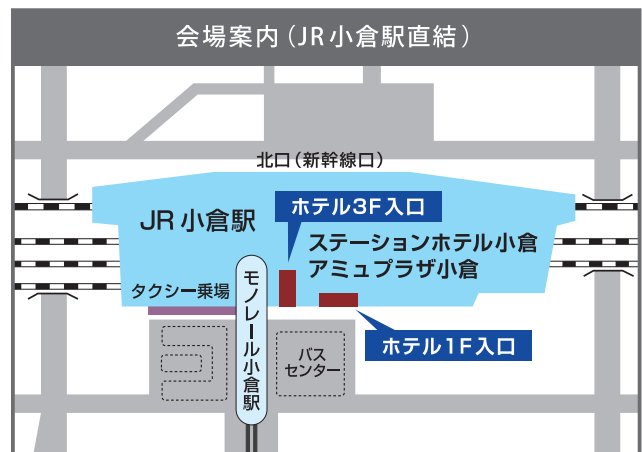 会場案内(JR小倉駅直結)
北口(新幹線口)
ホテル3F入口
JR小倉駅
ステーションホテル小倉
アミュプラザ小倉
タクシー乗場
モノレール小倉駅
バス
センター
ホテル1F入口